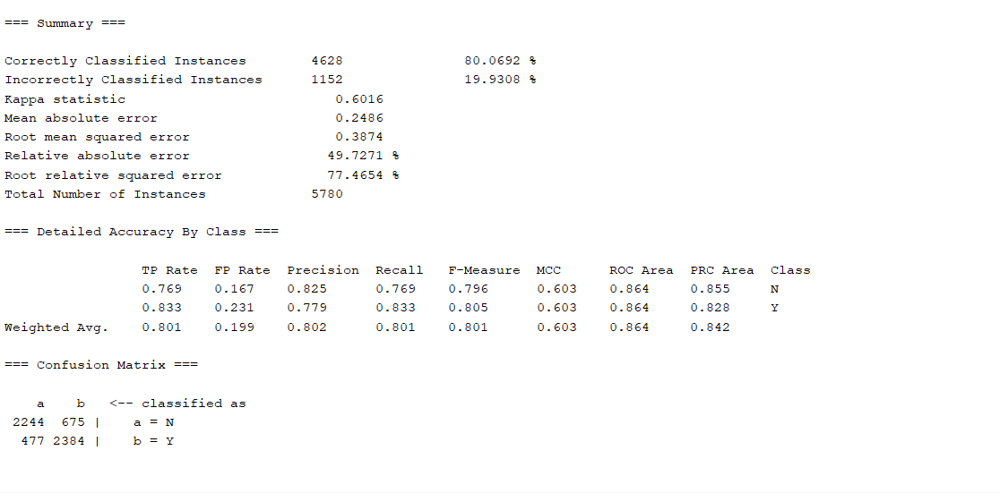 === Summary ===
Correctly Classified Instances 4628 80.0692 %
Incorrectly Classified Instances 1152 19.9308 %
Kappa statistic 0.6016
Mean absolute error 0.2486
Root mean squared error 0.3874
Relative absolute error 49.7271 %
Root relative squared error 77.4654 %
Total Number of Instances 5780
=== Detailed Accuracy By Class ===
TP Rate FP Rate Precision Recall F-Measure MCC ROC Area PRC Area Class
0.769 0.167 0.825 0.769 0.796 0.603 0.864 0.855 N
0.833 0.231 0.779 0.833 0.805 0.603 0.864 0.828 Y
Weighted Avg. 0.801 0.199 0.802 0.801 0.801 0.603 0.864 0.842
=== Confusion Matrix ===
a b <-- classified as
2244 675 | a = N
477 2384 | b = Y